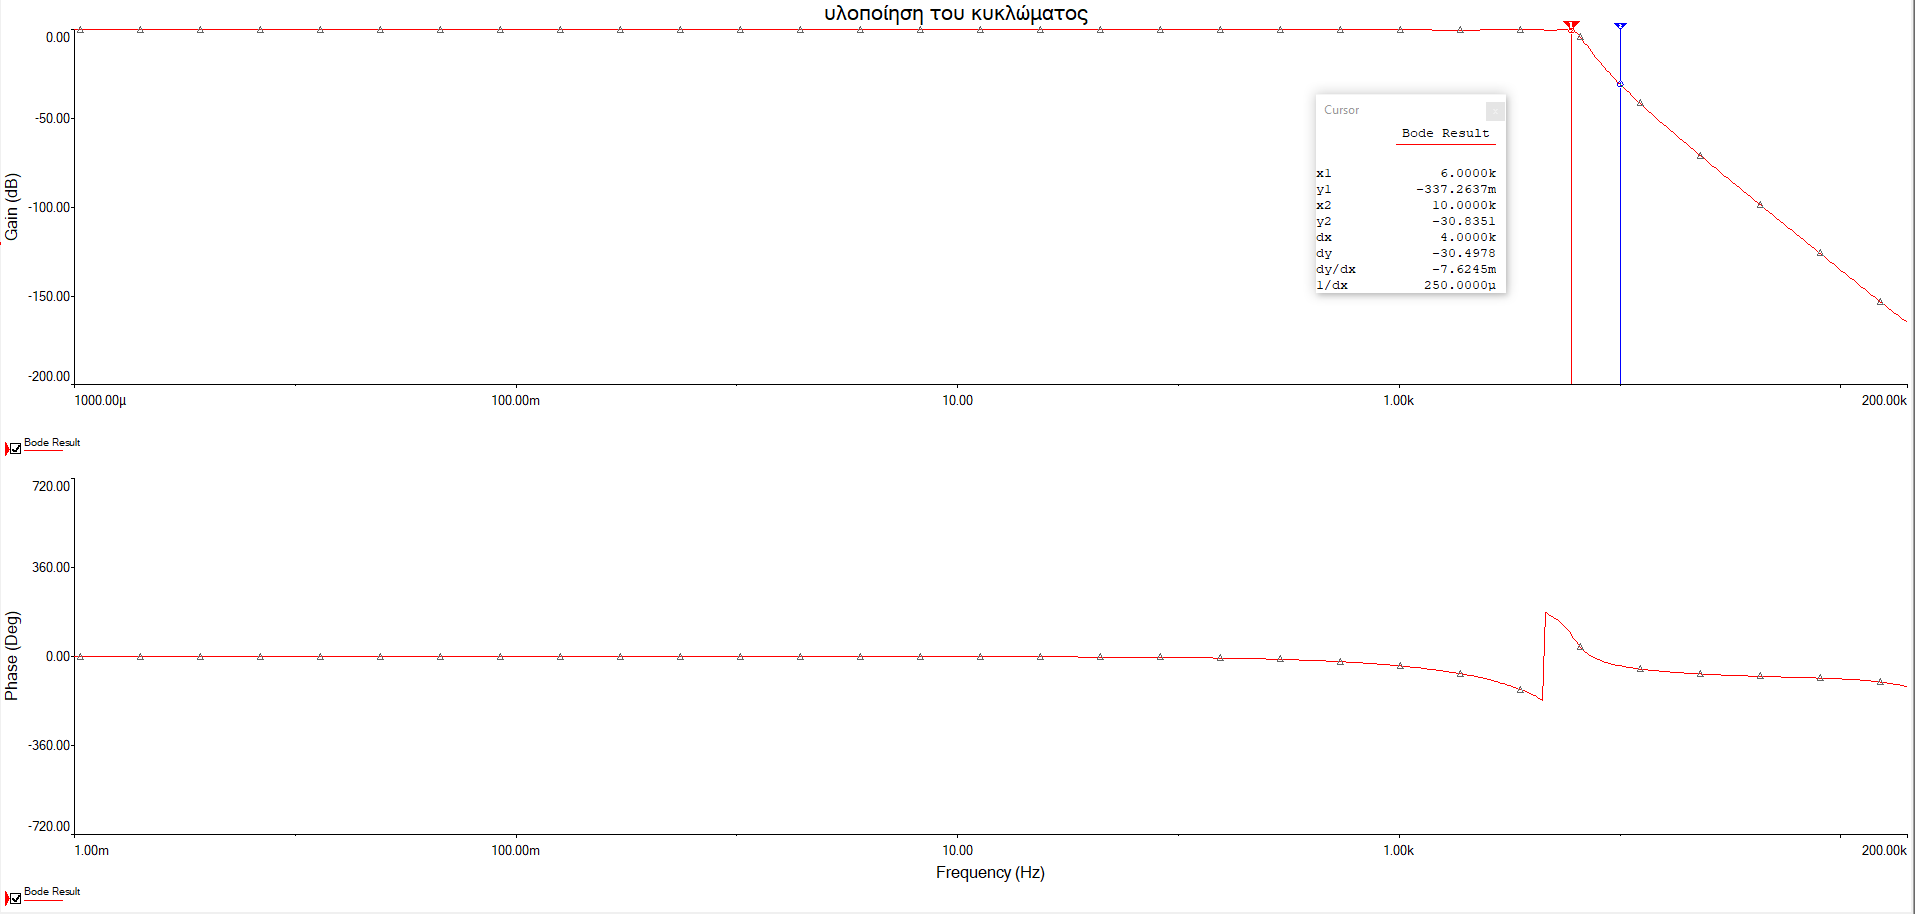 υλοποίηση του κυκλώματος
Gain (dB)
0.00
-50.00
-100.00
-150.00
-200.00
1000.00μ 100.00m 10.00 1.00k 200.00k
Cursor
Bode Result
x1 6.0000k
y1 -337.2637m
x2 10.0000k
y2 -30.8351
dx 4.0000k
dy -30.4978
dy/dx -7.6245m
1/dx 250.0000μ
Bode Result
Phase (Deg)
720.00
360.00
0.00
-360.00
-720.00
1.00m 100.00m 10.00 1.00k 200.00k
Frequency (Hz)
Bode Result